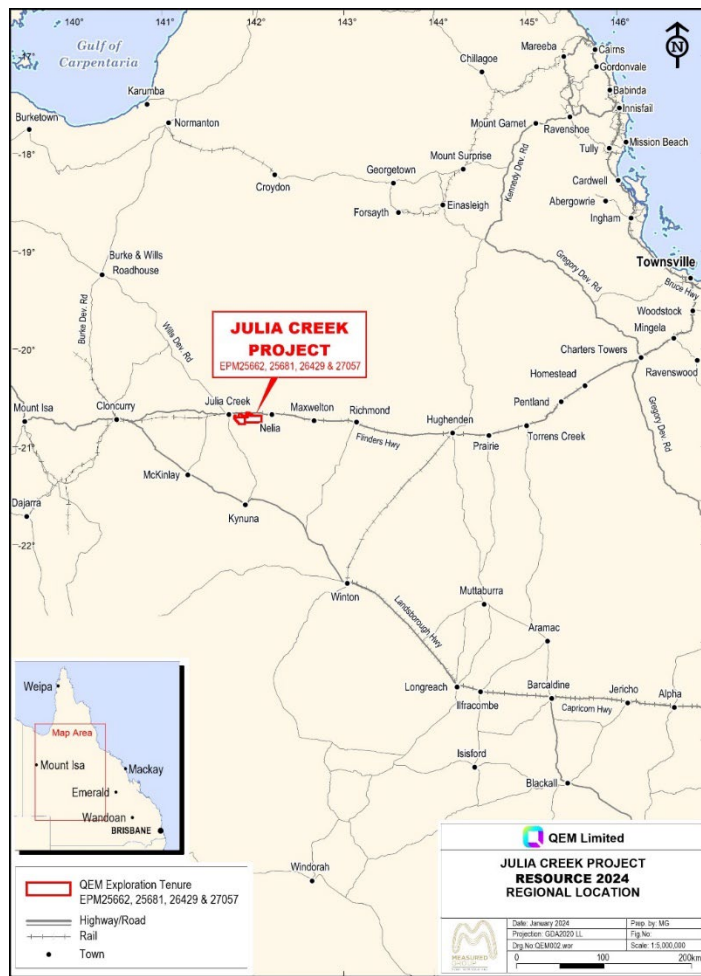 140°
141°
142°
143°
144°
145°
146°
-17°
-18°
-19°
-20°
-21°
-22°
N
Gulf of
Carpentaria
Mareeba
Cairns
Chillagoe
Gordonvale
Karumba
Babinda
Burketown
Normanton
Innisfail
Mount Garnet
Ravenshoe
Mission Beach
Tully
Mount Surprise
Croydon
Georgetown
Kennedy Dev. Rd
Cardwell
Forsayth
Einasleigh
Abergowrie
Ingham
Burke & Wills
Roadhouse
Gregory Dev. Rd
Townsville
Bruce Hwy
Burke Dev. Rd
Wills Dev. Rd
Woodstock
Mingela
JULIA CREEK
PROJECT
EPM25662, 25681, 26429 & 27057
Charters Towers
Ravenswood
Homestead
Pentland
Mount Isa
Cloncurry
Julia Creek
Nelia
Maxwelton
Richmond
Flinders Hwy
Hughenden
Prairie
Torrens Creek
Gregory Dev. Rd
McKinlay
Dajarra
Kynuna
Winton
Muttaburra
Landsborough Hwy
Aramac
Longreach
Ilfracombe
Barcaldine
Jericho
Alpha
Capricorn Hwy
Isisford
Blackall
Windorah
Weipa
Map Area
Mount Isa
Mackay
Emerald
Wandoan
BRISBANE
QEM Exploration Tenure
EPM25662, 25681, 26429 & 27057
Highway/Road
Rail
Town
QEM Limited
JULIA CREEK PROJECT
RESOURCE 2024
REGIONAL LOCATION
MEASURED
GROUP
Date: January 2024
Prep. by: MG
Projection: GDA2020 LL
Fig.No:
Drg.No:QEM002.wor
Scale: 1:5,000,000
0 100 200km